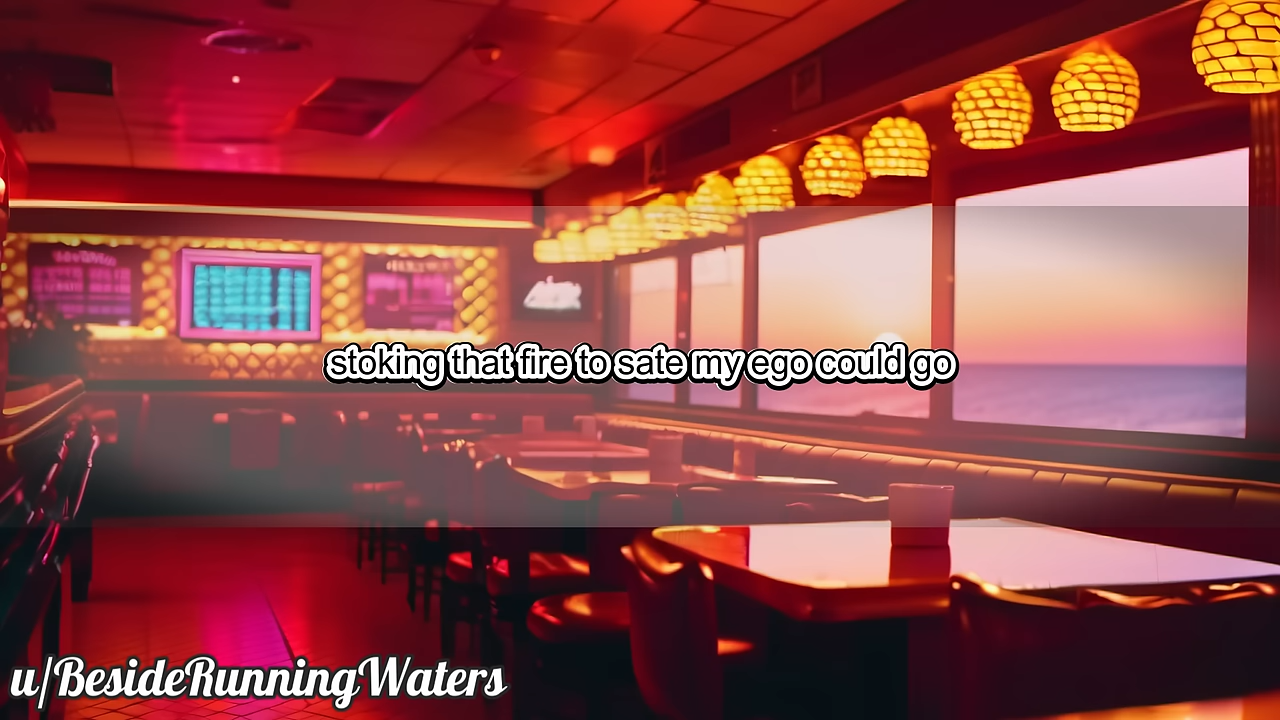 stoking that fire to sate my ego could go
u/BesideRunningWaters